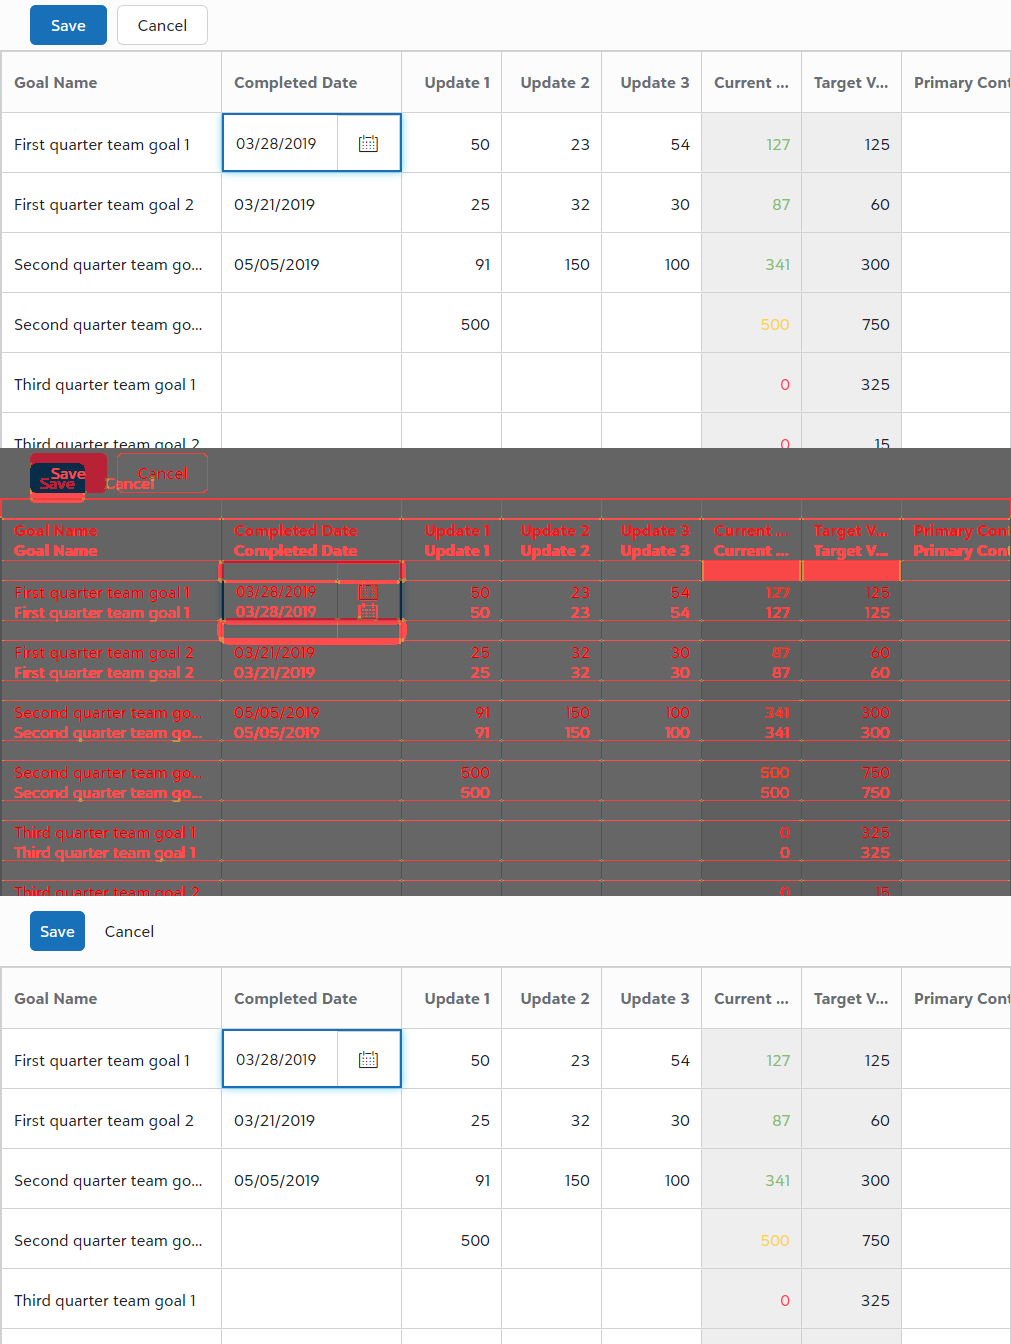 Save Cancel
Goal Name Completed Date Update 1 Update 2 Update 3 Current ... Target V... Primary Cont
First quarter team goal 1 03/28/2019 50 23 54 127 125
First quarter team goal 2 03/21/2019 25 32 30 87 60
Second quarter team go... 05/05/2019 91 150 100 341 300
Second quarter team go... 500 500 750
Third quarter team goal 1 0 325
Third quarter team goal 2 0 15
Save Cancel
Save Cancel
Goal Name Completed Date Update 1 Update 2 Update 3 Current ... Target V... Primary Cont
Goal Name Completed Date Update 1 Update 2 Update 3 Current ... Target V... Primary Cont
First quarter team goal 1 03/28/2019 50 23 54 127 125
First quarter team goal 1 03/28/2019 50 23 54 127 125
First quarter team goal 2 03/21/2019 25 32 30 87 60
First quarter team goal 2 03/21/2019 25 32 30 87 60
Second quarter team go... 05/05/2019 91 150 100 341 300
Second quarter team go... 05/05/2019 91 150 100 341 300
Second quarter team go... 500 500 750
Second quarter team go... 500 500 750
Third quarter team goal 1 0 325
Third quarter team goal 1 0 325
Third quarter team goal 2 0 15
Save Cancel
Goal Name Completed Date Update 1 Update 2 Update 3 Current ... Target V... Primary Cont
First quarter team goal 1 03/28/2019 50 23 54 127 125
First quarter team goal 2 03/21/2019 25 32 30 87 60
Second quarter team go... 05/05/2019 91 150 100 341 300
Second quarter team go... 500 500 750
Third quarter team goal 1 0 325